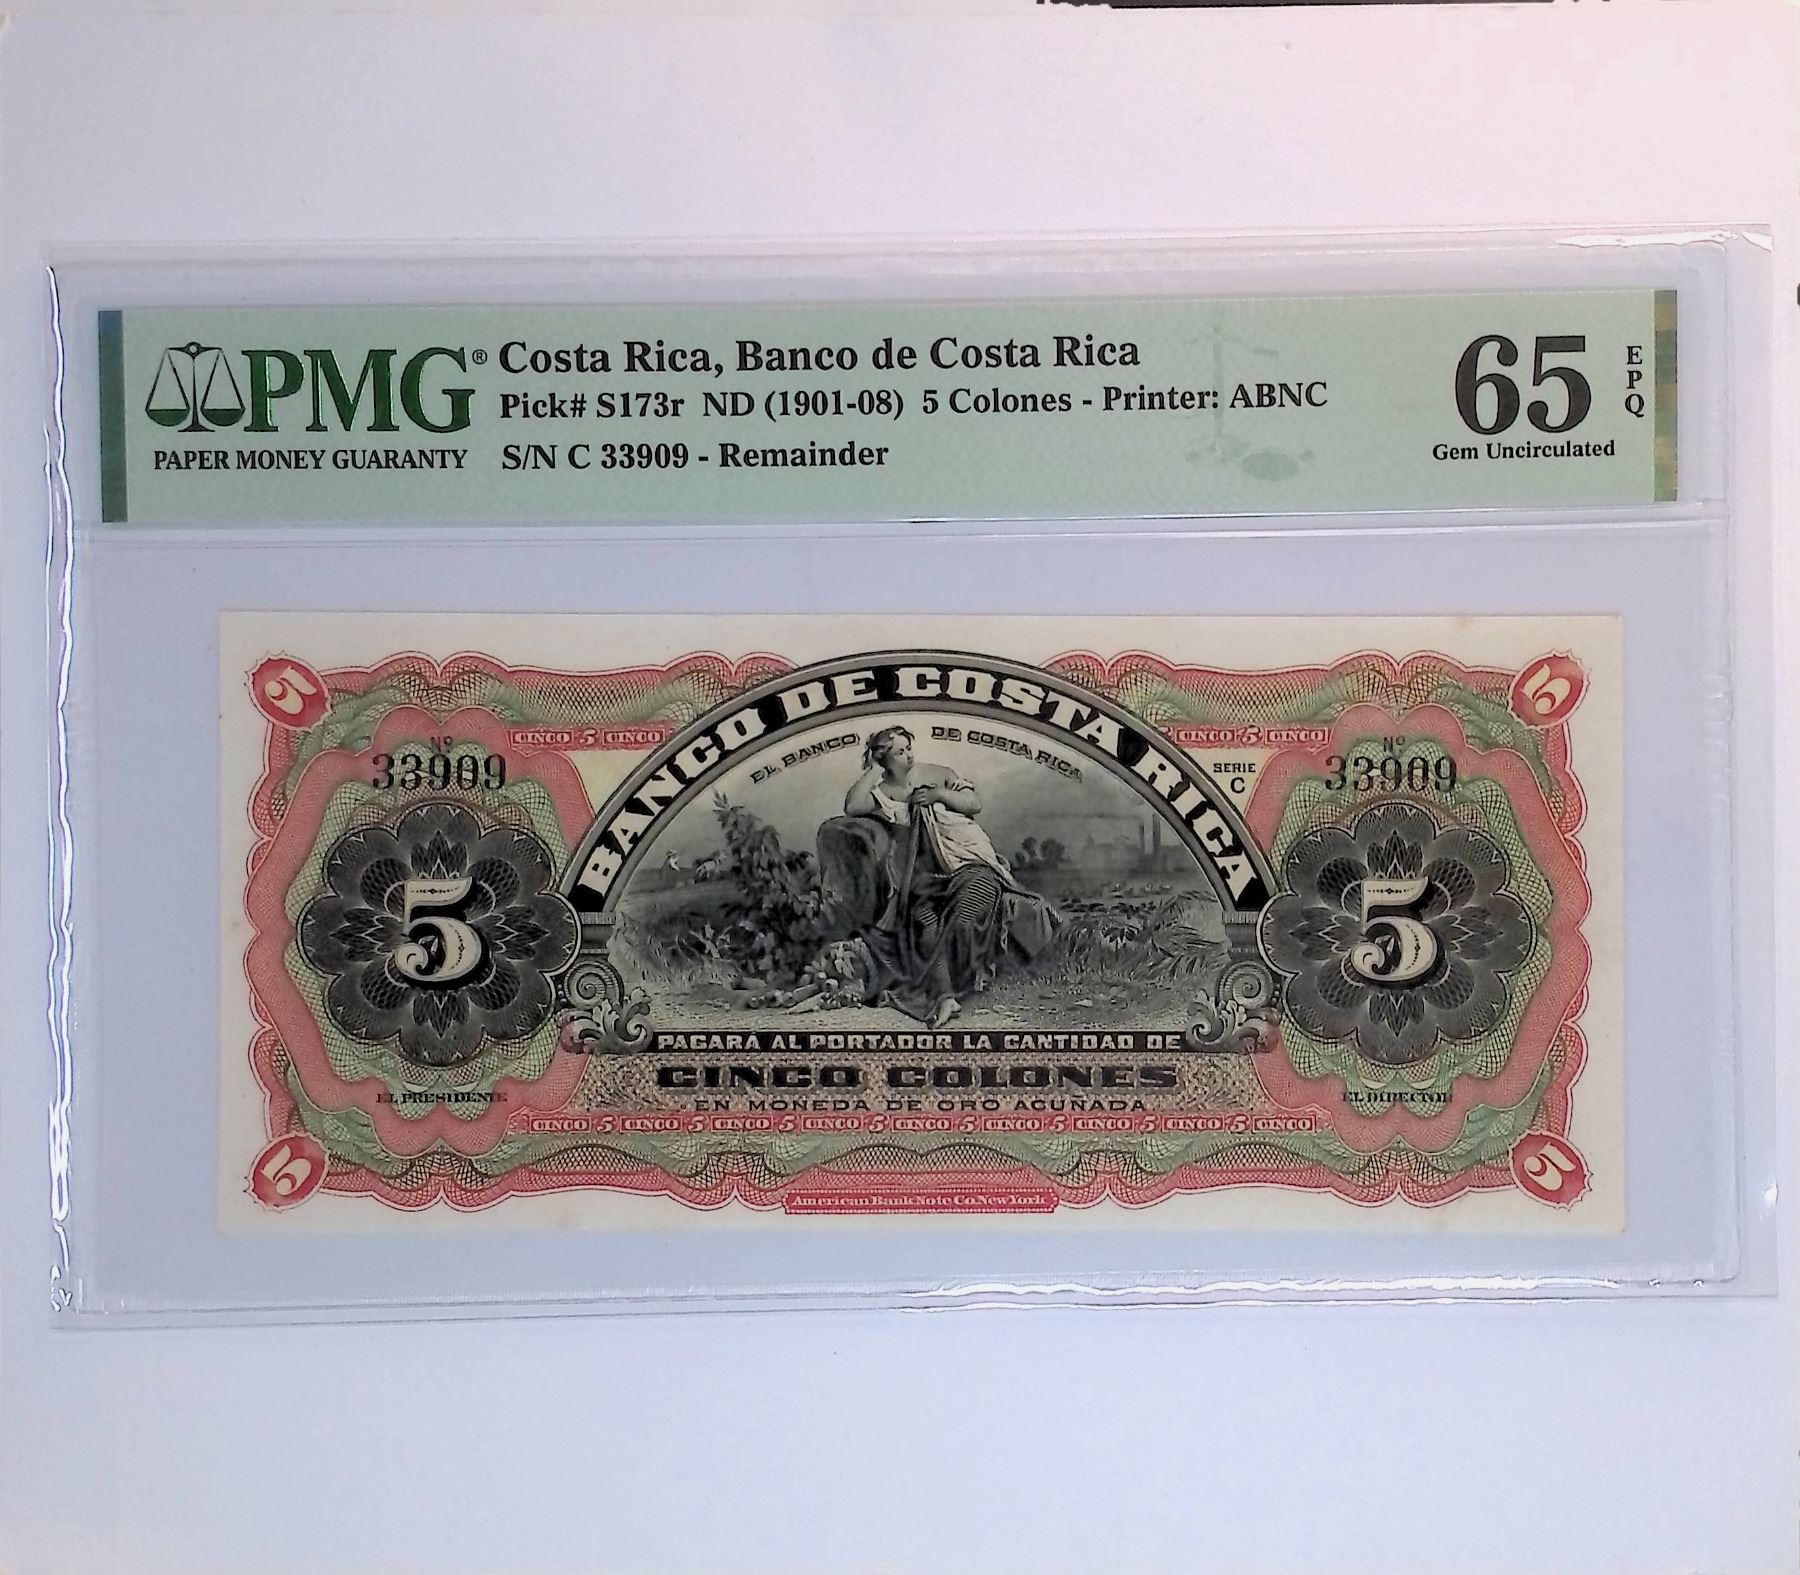 PMG® Costa Rica, Banco de Costa Rica
Pick# S173r ND (1901-08) 5 Colones - Printer: ABNC
PAPER MONEY GUARANTY S/N C 33909 - Remainder
65 EPQ
Gem Uncirculated
5 5
CINCO 5 CINCO BANCO DE COSTA RICA CINCO 5 CINCO
EL BANCO DE COSTA RICA
Nº 33909
SERIE C
Nº 33909
5 5
PAGARÁ AL PORTADOR LA CANTIDAD DE
CINCO COLONES
EN MONEDA DE ORO ACUÑADA
EL PRESIDENTE EL DIRECTOR
CINCO 5 CINCO 5 CINCO 5 CINCO 5 CINCO 5 CINCO 5 CINCO 5 CINCO 5 CINCO
5 5
American Bank Note Co. New York